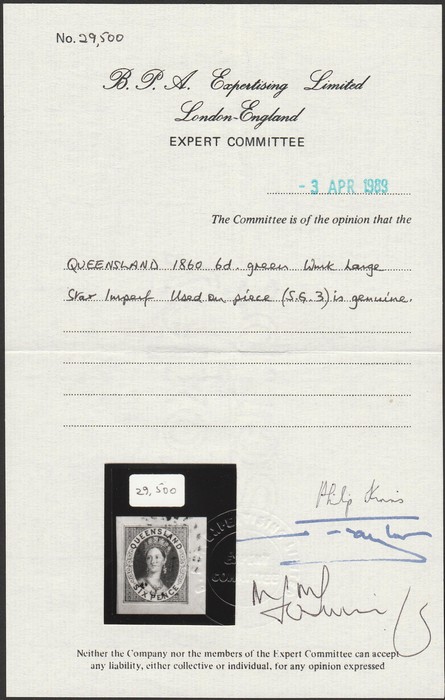 No. 29,500
B. P. A. Expertising Limited
London-England
EXPERT COMMITTEE
- 3 APR 1989
The Committee is of the opinion that the
QUEENSLAND 1860 6d. green Wmk Large
Star Imperf Used on piece (S.G. 3) is genuine.
29,500
QUEENSLAND
SIX PENCE
Philip
EXPERT
COMMITTEE
Neither the Company nor the members of the Expert Committee can accept
any liability, either collective or individual, for any opinion expressed